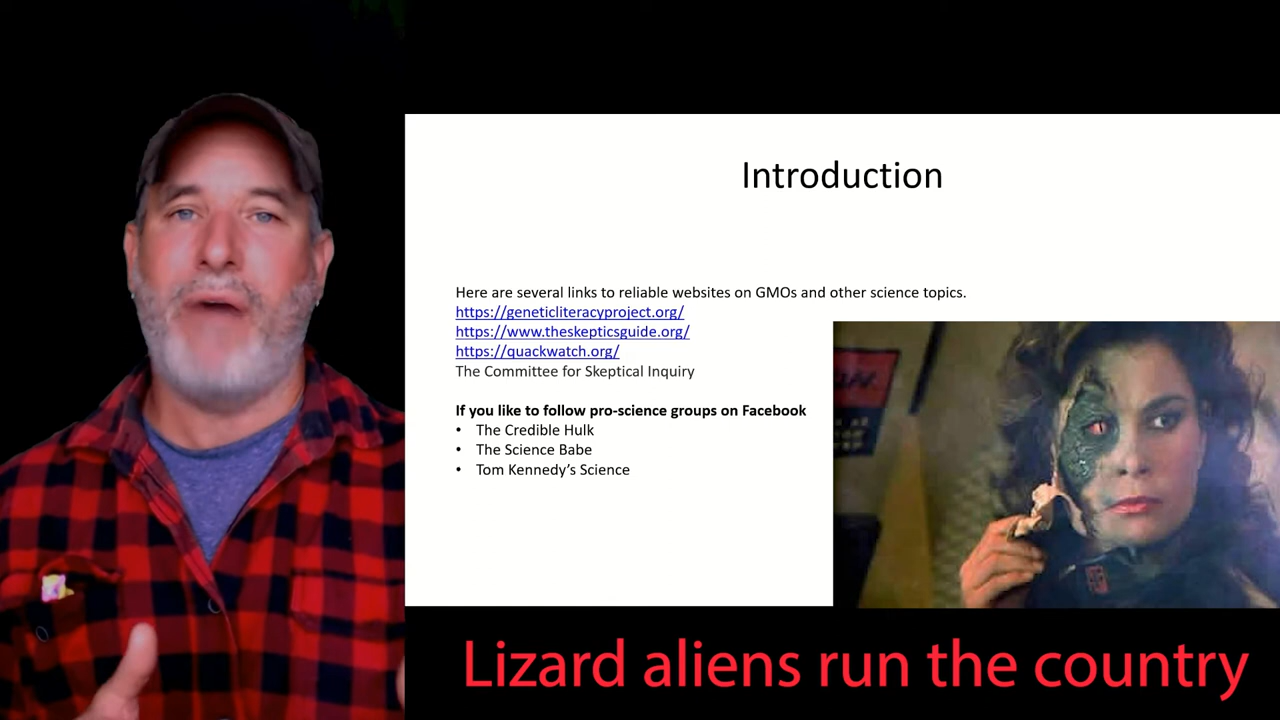 Introduction
Here are several links to reliable websites on GMOs and other science topics.
https://geneticliteracyproject.org/
https://www.theskepticsguide.org/
https://quackwatch.org/
The Committee for Skeptical Inquiry
If you like to follow pro-science groups on Facebook
• The Credible Hulk
• The Science Babe
• Tom Kennedy’s Science
Lizard aliens run the country